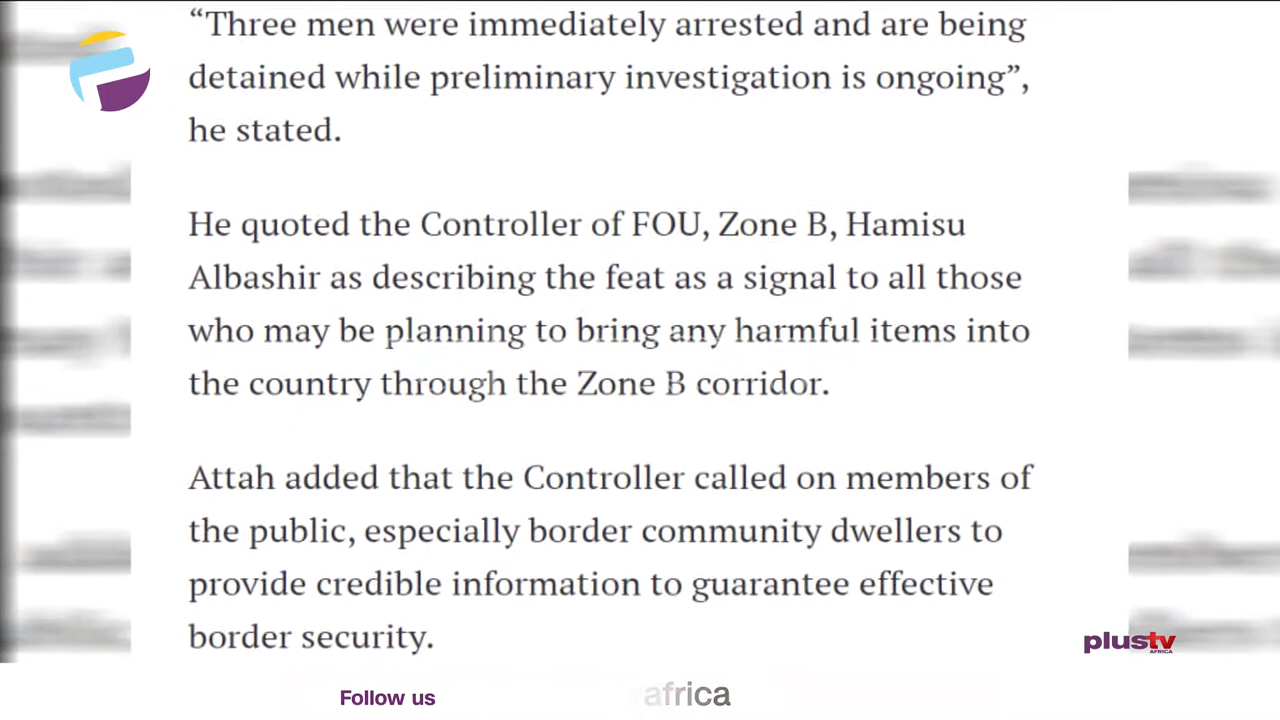 “Three men were immediately arrested and are being
detained while preliminary investigation is ongoing”,
he stated.
He quoted the Controller of FOU, Zone B, Hamisu
Albashir as describing the feat as a signal to all those
who may be planning to bring any harmful items into
the country through the Zone B corridor.
Attah added that the Controller called on members of
the public, especially border community dwellers to
provide credible information to guarantee effective
border security.
plustv
AFRICA
Follow us
africa